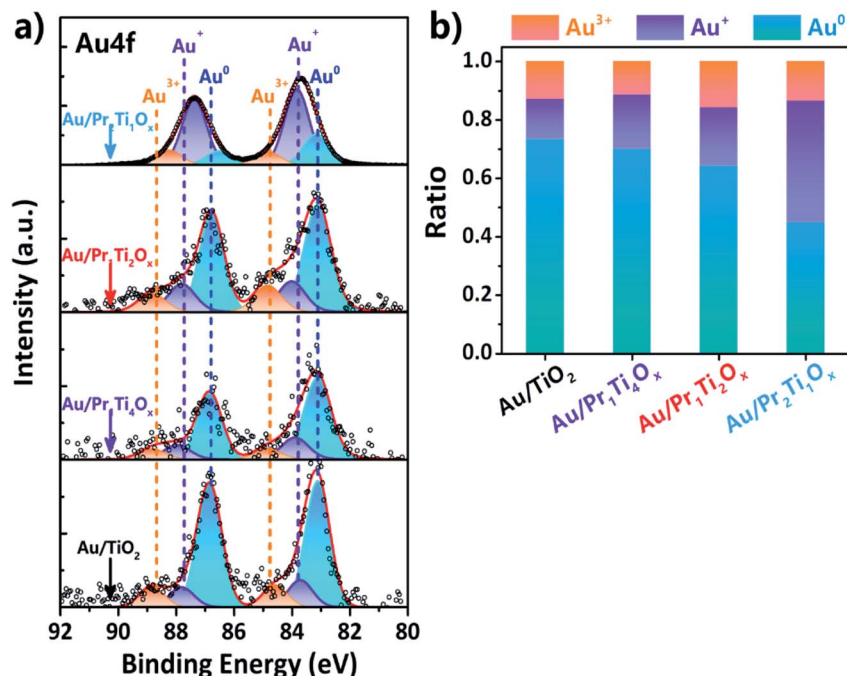 a)
Au4f
Au⁺
Au⁺
Au³⁺
Au⁰
Au³⁺
Au⁰
Au/Pr₂Ti₁Oₓ
Au/Pr₁Ti₂Oₓ
Au/Pr₁Ti₄Oₓ
Au/TiO₂
Intensity (a.u.)
92 90 88 86 84 82 80
Binding Energy (eV)
b)
Au³⁺ Au⁺ Au⁰
1.0
0.8
0.6
0.4
0.2
0.0
Ratio
Au/TiO₂
Au/Pr₁Ti₄Oₓ
Au/Pr₁Ti₂Oₓ
Au/Pr₂Ti₁Oₓ